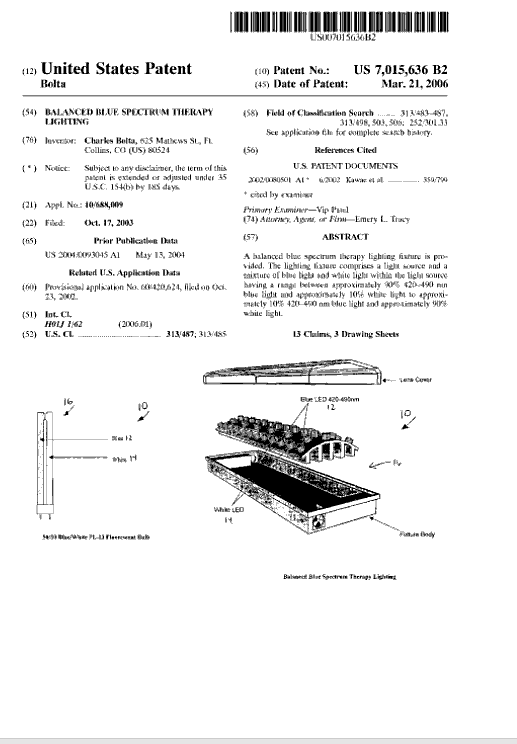 US007015636B2
(12) United States Patent
Bolta
(10) Patent No.: US 7,015,636 B2
(45) Date of Patent: Mar. 21, 2006
(54) BALANCED BLUE SPECTRUM THERAPY
LIGHTING
(76) Inventor: Charles Bolta, 625 Mathews St., Ft.
Collins, CO (US) 80524
( * ) Notice: Subject to any disclaimer, the term of this
patent is extended or adjusted under 35
U.S.C. 154(b) by 185 days.
(21) Appl. No.: 10/688,009
(22) Filed: Oct. 17, 2003
(65) Prior Publication Data
US 2004/0093045 A1 May 13, 2004
Related U.S. Application Data
(60) Provisional application No. 60/420,624, filed on Oct.
23, 2002.
(51) Int. Cl.
H01J 1/62 (2006.01)
(52) U.S. Cl. 313/487; 313/485
(58) Field of Classification Search 313/483-487,
313/498, 503, 506; 252/301.33
See application file for complete search history.
(56) References Cited
U.S. PATENT DOCUMENTS
2002/0080501 A1* 6/2002 Kawae et al. 359/799
* cited by examiner
Primary Examiner—Vip Patel
(74) Attorney, Agent, or Firm—Emery L. Tracy
(57) ABSTRACT
A balanced blue spectrum therapy lighting fixture is pro-
vided. The lighting fixture comprises a light source and a
mixture of blue light and white light within the light source
having a range between approximately 90% 420-490 nm
blue light and approximately 10% white light to approxi-
mately 10% 420-490 nm blue light and approximately 90%
white light.
13 Claims, 3 Drawing Sheets
Lens Cover
Blue LED 420-490nm
12
10
16
10
Blue 12
White 14
White LED
14
Fixture Body
Blue/White PL-13 Fluorescent Bulb
Balanced Blue Spectrum Therapy Lighting